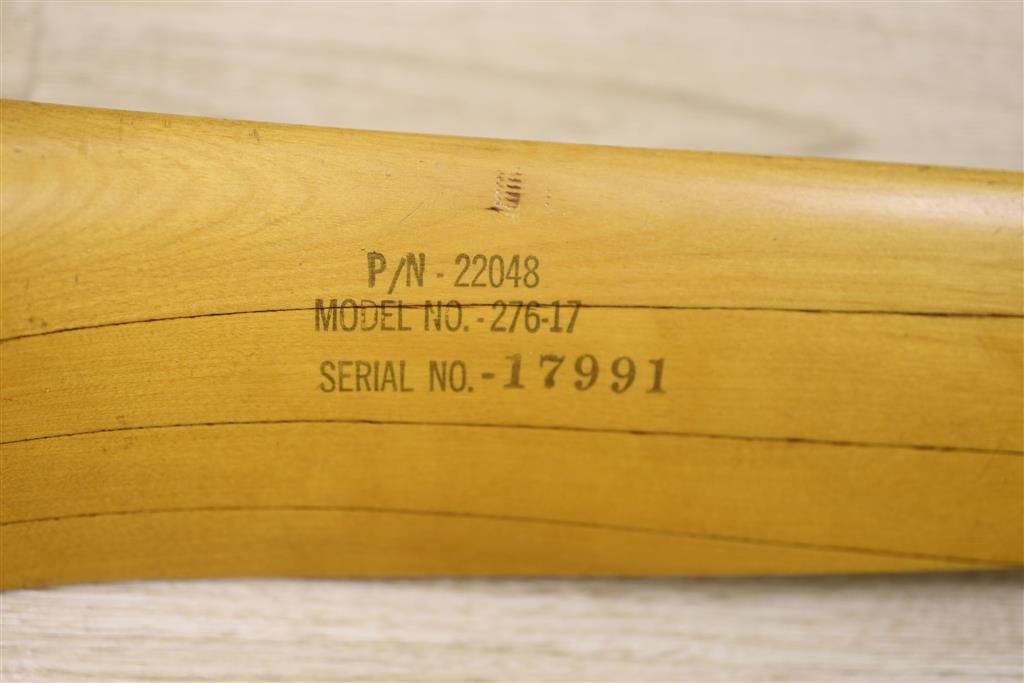 P/N - 22048
MODEL NO. - 276-17
SERIAL NO. - 17991